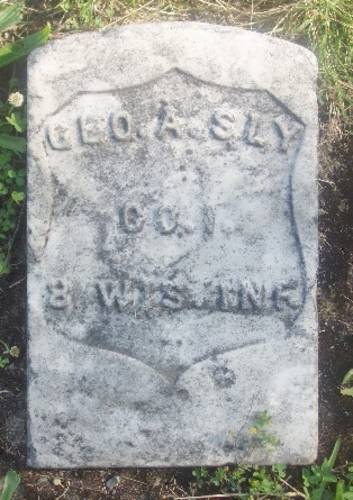 GEO. A. SLY
CO. I.
8 WIS. INF.